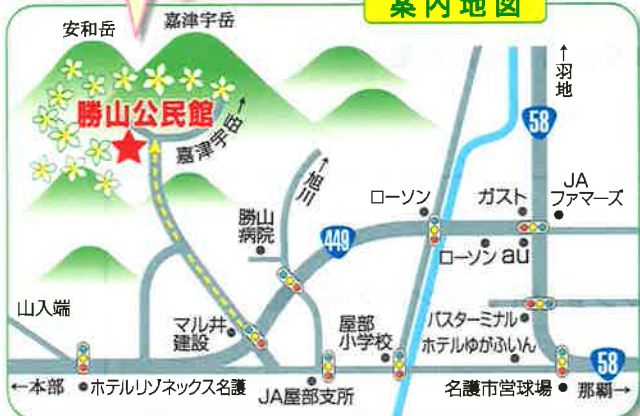 案内地図
安和岳
嘉津宇岳
勝山公民館
嘉津宇岳→
↑旭川
勝山
病院
449
ローソン
ガスト
JA
ファマーズ
↑羽地
58
ローソン au
山入端
マル井
建設
屋部
小学校
バスターミナル
ホテルゆがふいん
58
←本部
ホテルリゾネックス名護
JA屋部支所
名護市営球場
那覇→